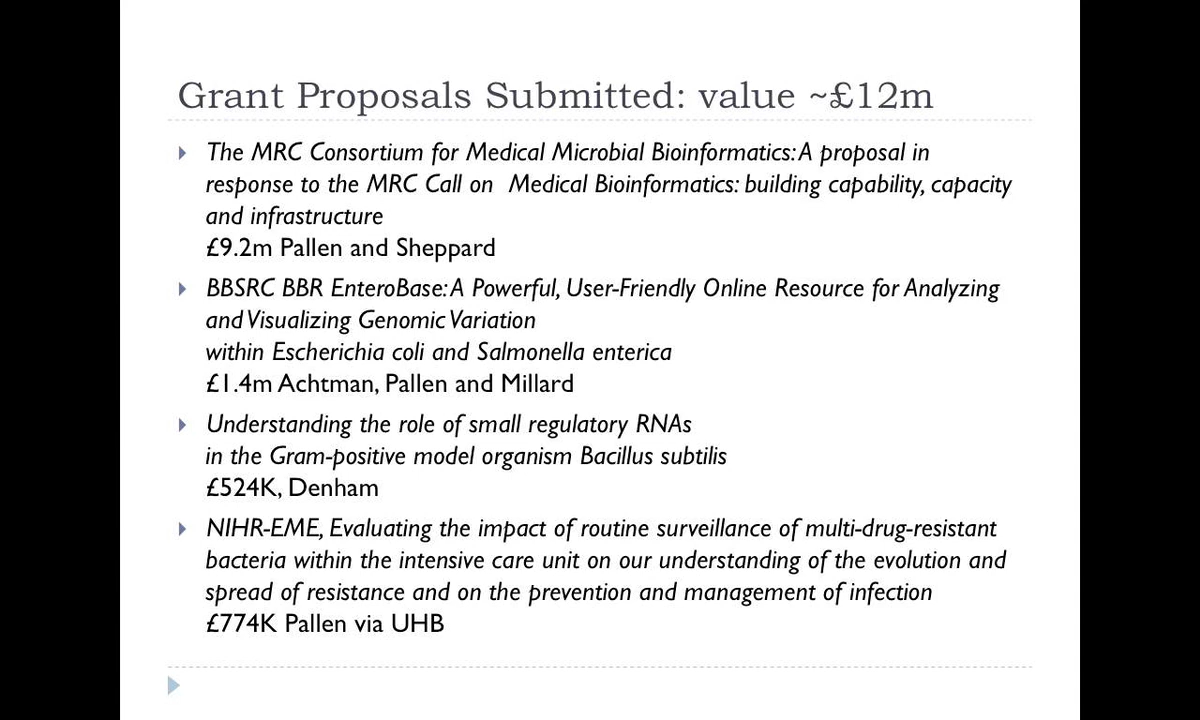 Grant Proposals Submitted: value ~£12m
The MRC Consortium for Medical Microbial Bioinformatics: A proposal in
response to the MRC Call on Medical Bioinformatics: building capability, capacity
and infrastructure
£9.2m Pallen and Sheppard
BBSRC BBR EnteroBase: A Powerful, User-Friendly Online Resource for Analyzing
and Visualizing Genomic Variation
within Escherichia coli and Salmonella enterica
£1.4m Achtman, Pallen and Millard
Understanding the role of small regulatory RNAs
in the Gram-positive model organism Bacillus subtilis
£524K, Denham
NIHR-EME, Evaluating the impact of routine surveillance of multi-drug-resistant
bacteria within the intensive care unit on our understanding of the evolution and
spread of resistance and on the prevention and management of infection
£774K Pallen via UHB